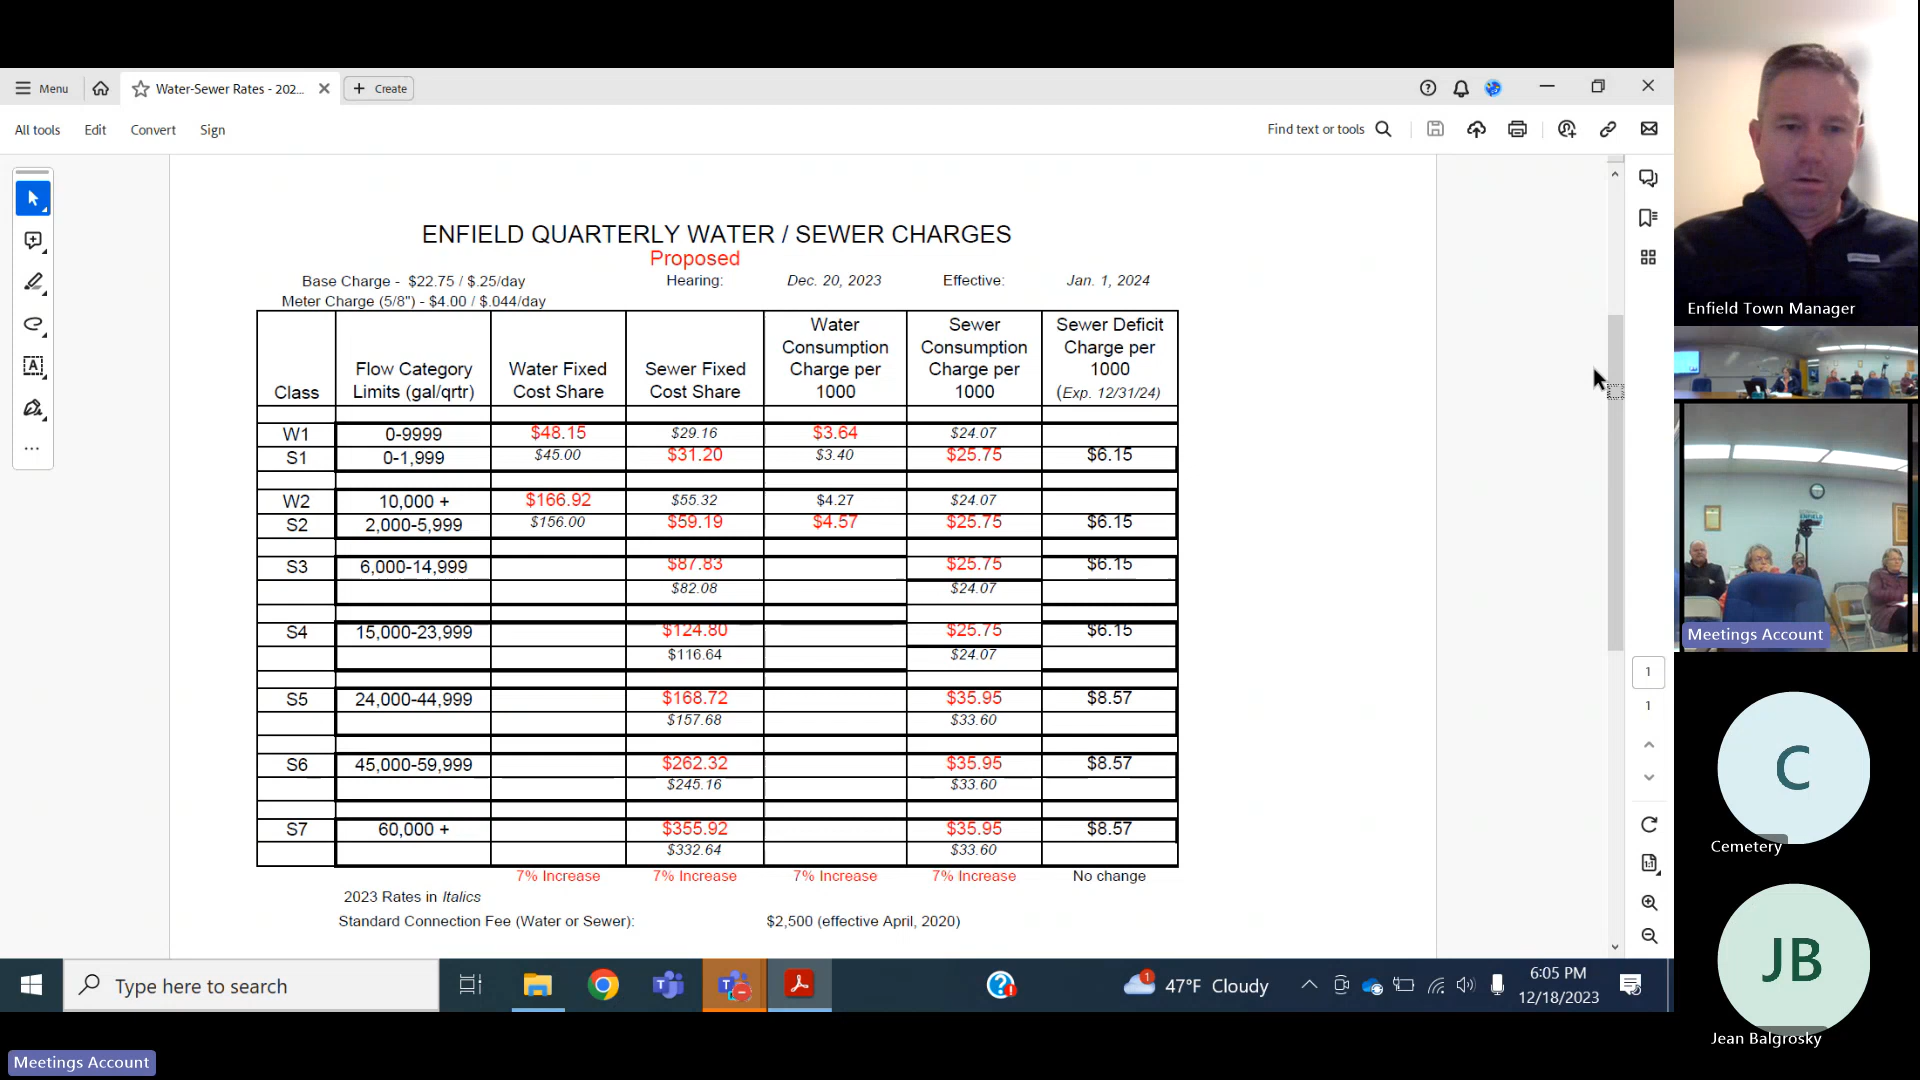 Menu
Water-Sewer Rates - 202...
Create
All tools
Edit
Convert
Sign
Find text or tools
ENFIELD QUARTERLY WATER / SEWER CHARGES
Proposed
Base Charge - $22.75 / $.25/day
Hearing: Dec. 20, 2023 Effective: Jan. 1, 2024
Meter Charge (5/8") - $4.00 / $.044/day
Class Flow Category Limits (gal/qrtr) Water Fixed Cost Share Sewer Fixed Cost Share Water Consumption Charge per 1000 Sewer Consumption Charge per 1000 Sewer Deficit Charge per 1000 (Exp. 12/31/24)
W1 0-9999 $48.15 $29.16 $3.64 $24.07
S1 0-1,999 $45.00 $31.20 $3.40 $25.75 $6.15
W2 10,000 + $166.92 $55.32 $4.27 $24.07
S2 2,000-5,999 $156.00 $59.19 $4.57 $25.75 $6.15
S3 6,000-14,999 $87.83 $25.75 $6.15
$82.08 $24.07
S4 15,000-23,999 $124.80 $25.75 $6.15
$116.64 $24.07
S5 24,000-44,999 $168.72 $35.95 $8.57
$157.68 $33.60
S6 45,000-59,999 $262.32 $35.95 $8.57
$245.16 $33.60
S7 60,000 + $355.92 $35.95 $8.57
$332.64 $33.60
7% Increase 7% Increase 7% Increase 7% Increase No change
2023 Rates in Italics
Standard Connection Fee (Water or Sewer): $2,500 (effective April, 2020)
1
1
Type here to search
1
47°F Cloudy
6:05 PM
12/18/2023
Meetings Account
Enfield Town Manager
Meetings Account
C
Cemetery
JB
Jean Balgrosky